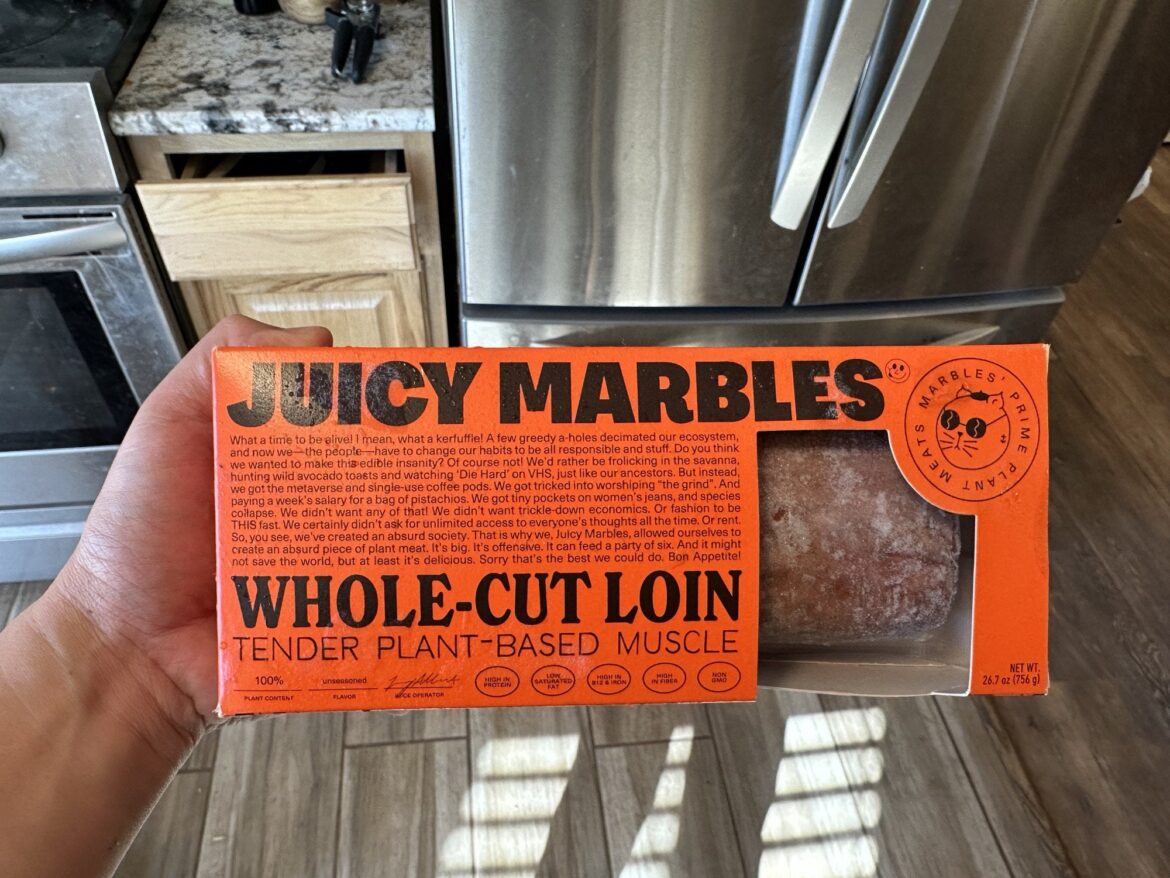 JUICY MARBLES
MARBLES' PRIME PLANT MEATS
What a time to be alive! I mean, what a kerfuffle! A few greedy a-holes decimated our ecosystem,
and now we—the people—have to change our habits to be all responsible and stuff. Do you think
we wanted to make this edible insanity? Of course not! We'd rather be frolicking in the savanna,
hunting wild avocado toasts and watching 'Die Hard' on VHS, just like our ancestors. But instead,
we got the metaverse and single-use coffee pods. We got tricked into worshiping "the grind". And
paying a week's salary for a bag of pistachios. We got tiny pockets on women's jeans, and species
collapse. We didn't want any of that! We didn't want trickle-down economics. Or fashion to be
THIS fast. We certainly didn't ask for unlimited access to everyone's thoughts all the time. Or rent.
So, you see, we've created an absurd society. That is why we, Juicy Marbles, allowed ourselves to
create an absurd piece of plant meat. It's big. It's offensive. It can feed a party of six. And it might
not save the world, but at least it's delicious. Sorry that's the best we could do. Bon Appetite!
WHOLE-CUT LOIN
TENDER PLANT-BASED MUSCLE
100%
PLANT CONTENT
unseasoned
FLAVOR
OPERATOR
HIGH IN
PROTEIN
LOW
SATURATED
FAT
HIGH IN
B12 & IRON
HIGH
IN FIBER
NON
GMO
NET WT.
26.7 oz (756 g)